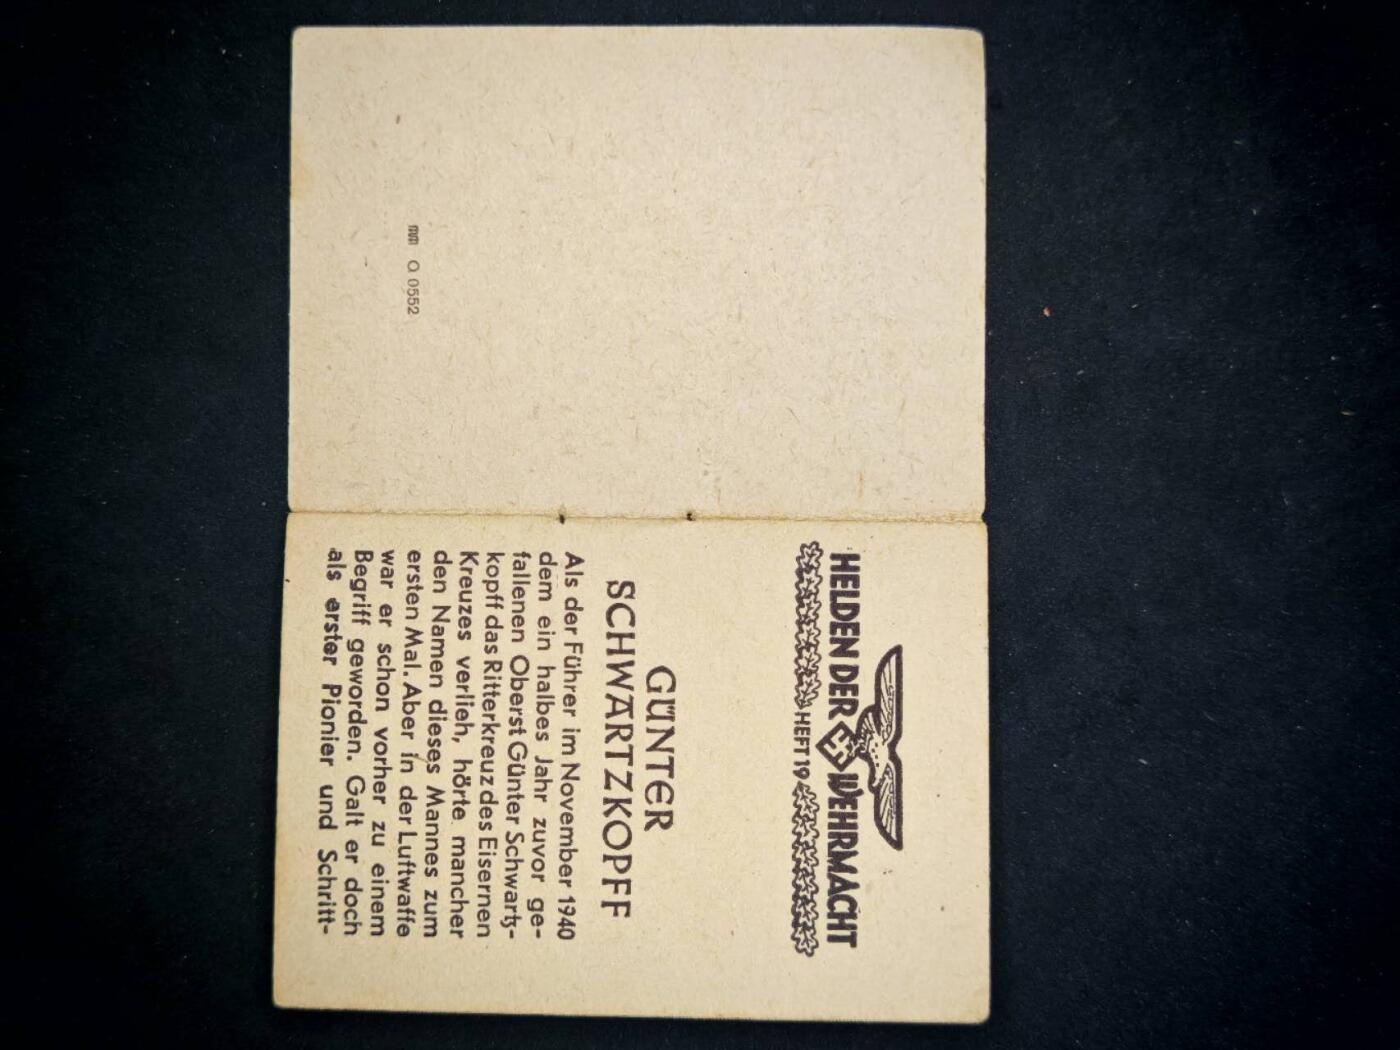 mm Q 0552
HELDEN DER WEHRMACHT
HEFT 19
GÜNTER
SCHWARTZKOPFF
Als der Führer im November 1940
dem ein halbes Jahr zuvor ge-
fallenen Oberst Günter Schwartz-
kopff das Ritterkreuz des Eisernen
Kreuzes verlieh, hörte mancher
den Namen dieses Mannes zum
ersten Mal. Aber in der Luftwaffe
war er schon vorher zu einem
Begriff geworden. Galt er doch
als erster Pionier und Schritt-